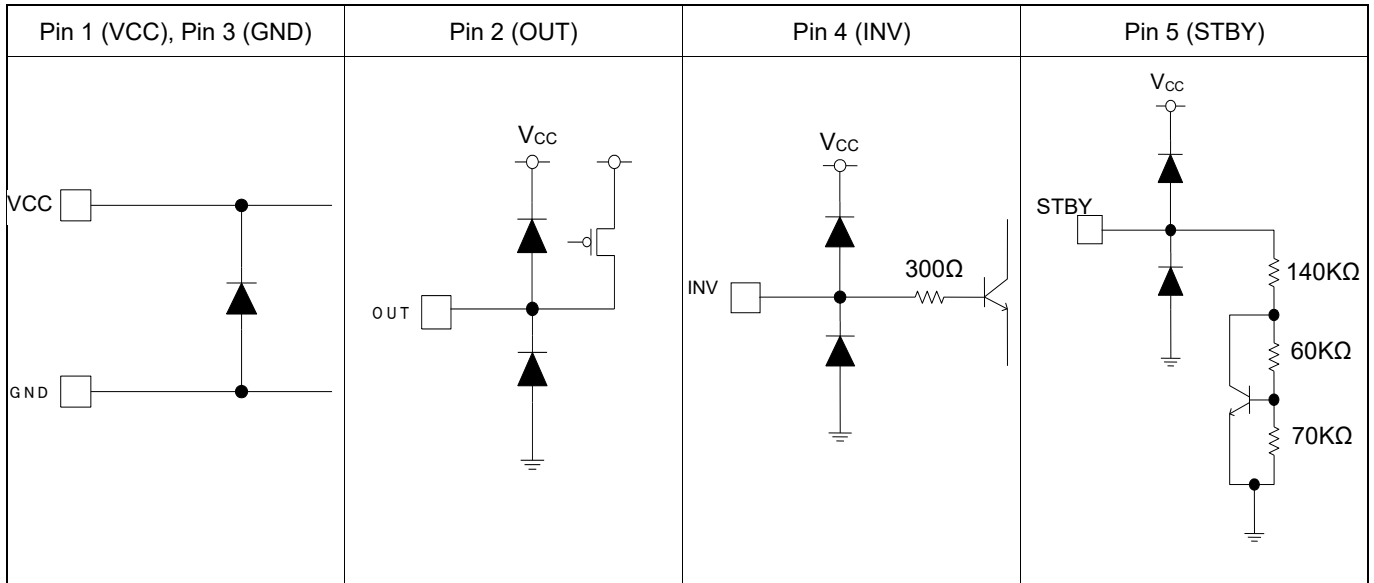 Pin 1 (VCC), Pin 3 (GND)
Pin 2 (OUT)
Pin 4 (INV)
Pin 5 (STBY)
VCC
GND
VCC
OUT
VCC
INV
300Ω
VCC
STBY
140KΩ
60KΩ
70KΩ